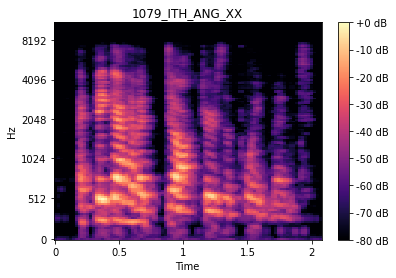 1079_ITH_ANG_XX
+0 dB
8192
-10 dB
4096
-20 dB
-30 dB
2048
Hz
-40 dB
1024
-50 dB
512
-60 dB
-70 dB
0
-80 dB
0 0.5 1 1.5 2
Time